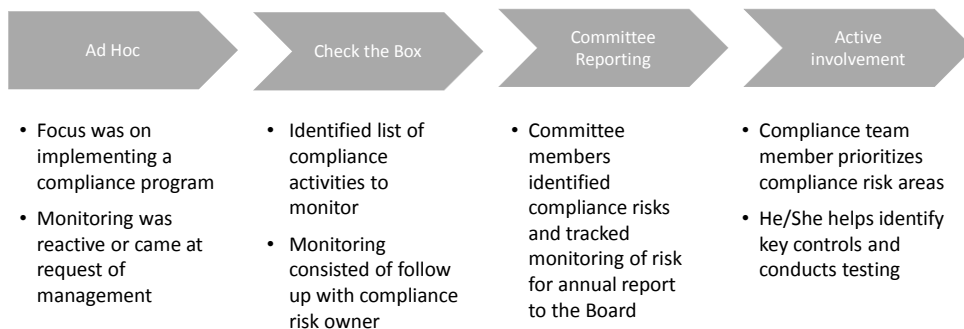 Ad Hoc
Check the Box
Committee
Reporting
Active
involvement
• Focus was on
implementing a
compliance program
• Monitoring was
reactive or came at
request of
management
• Identified list of
compliance
activities to
monitor
• Monitoring
consisted of follow
up with compliance
risk owner
• Committee
members
identified
compliance risks
and tracked
monitoring of risk
for annual report
to the Board
• Compliance team
member prioritizes
compliance risk areas
• He/She helps identify
key controls and
conducts testing